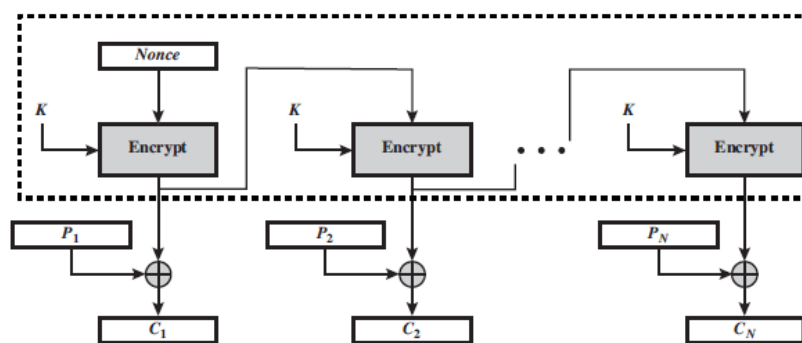 Nonce
K K K
Encrypt Encrypt • • • Encrypt
P1 P2 PN
C1 C2 CN